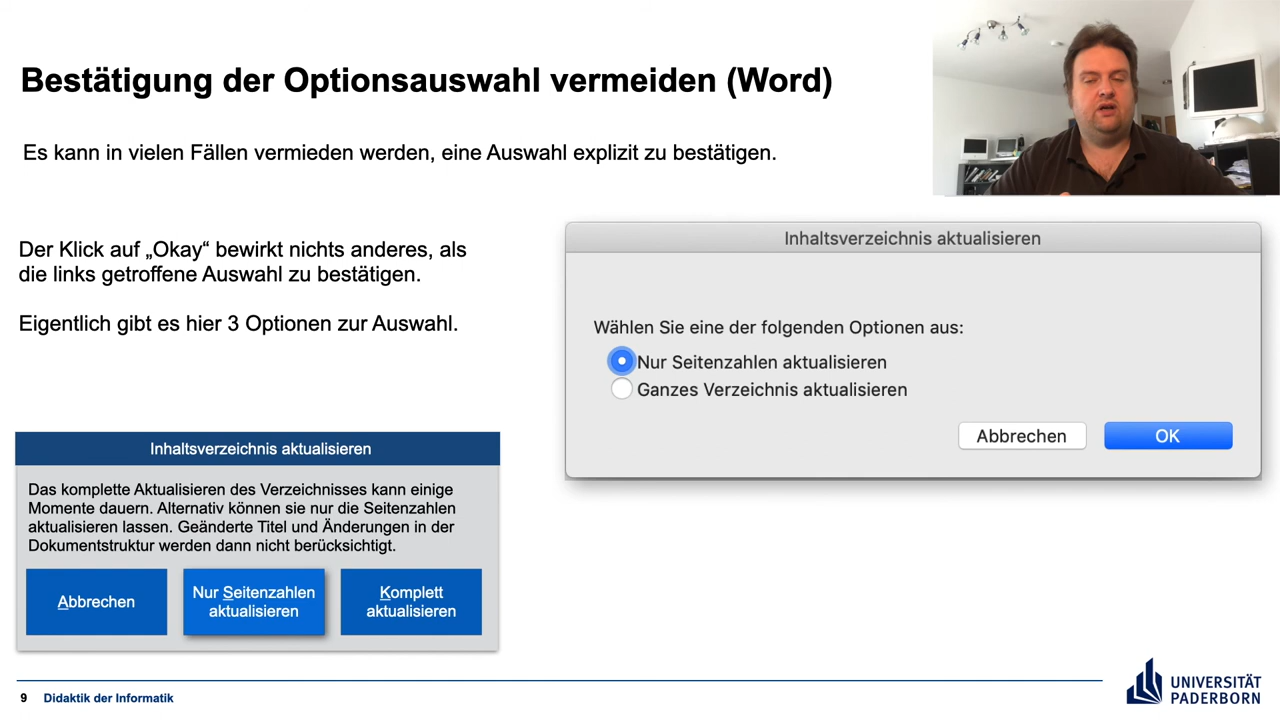 Bestätigung der Optionsauswahl vermeiden (Word)
Es kann in vielen Fällen vermieden werden, eine Auswahl explizit zu bestätigen.
Der Klick auf „Okay“ bewirkt nichts anderes, als
die links getroffene Auswahl zu bestätigen.
Eigentlich gibt es hier 3 Optionen zur Auswahl.
Inhaltsverzeichnis aktualisieren
Wählen Sie eine der folgenden Optionen aus:
Nur Seitenzahlen aktualisieren
Ganzes Verzeichnis aktualisieren
Abbrechen
OK
Inhaltsverzeichnis aktualisieren
Das komplette Aktualisieren des Verzeichnisses kann einige
Momente dauern. Alternativ können sie nur die Seitenzahlen
aktualisieren lassen. Geänderte Titel und Änderungen in der
Dokumentstruktur werden dann nicht berücksichtigt.
Abbrechen
Nur Seitenzahlen
aktualisieren
Komplett
aktualisieren
9 Didaktik der Informatik
UNIVERSITÄT
PADERBORN